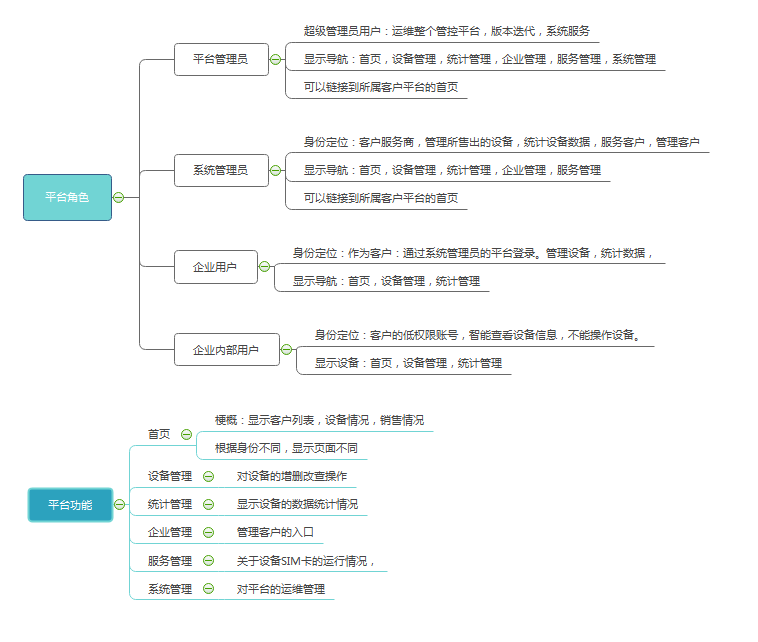 平台角色
平台管理员
超级管理员用户：运维整个管控平台，版本迭代，系统服务
显示导航：首页，设备管理，统计管理，企业管理，服务管理，系统管理
可以链接到所属客户平台的首页
系统管理员
身份定位：客户服务商，管理所售出的设备，统计设备数据，服务客户，管理客户
显示导航：首页，设备管理，统计管理，企业管理，服务管理
可以链接到所属客户平台的首页
企业用户
身份定位：作为客户：通过系统管理员的平台登录。管理设备，统计数据，
显示导航：首页，设备管理，统计管理
企业内部用户
身份定位：客户的低权限账号，智能查看设备信息，不能操作设备。
显示设备：首页，设备管理，统计管理
平台功能
首页
梗概：显示客户列表，设备情况，销售情况
根据身份不同，显示页面不同
设备管理
对设备的增删改查操作
统计管理
显示设备的数据统计情况
企业管理
管理客户的入口
服务管理
关于设备SIM卡的运行情况，
系统管理
对平台的运维管理